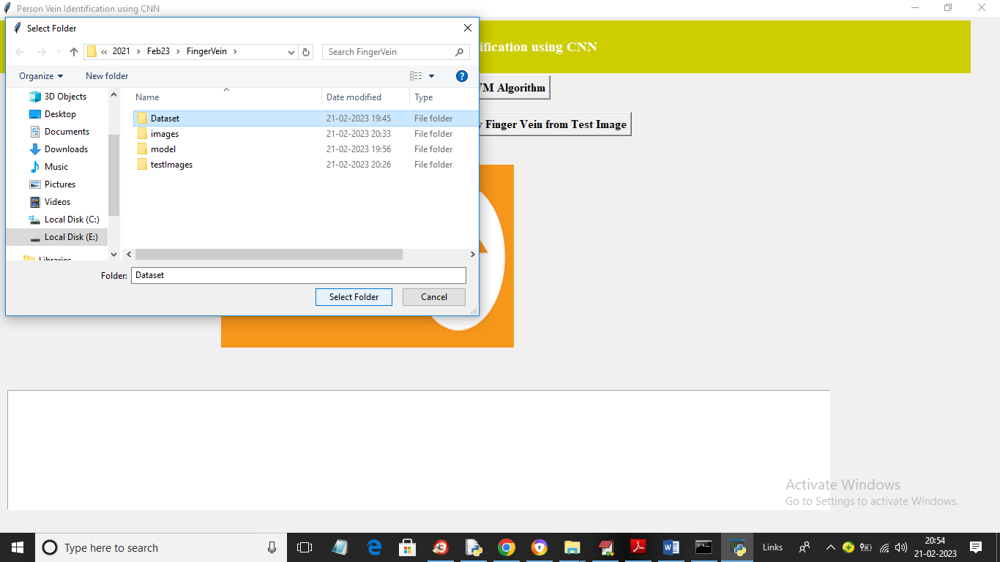 Person Vein Identification using CNN
Select Folder
« 2021 › Feb23 › FingerVein ›
Search FingerVein
ification using CNN
Organize
New folder
?
VM Algorithm
Name
Date modified
Type
3D Objects
Desktop
Documents
Downloads
Music
Pictures
Videos
Local Disk (C:)
Local Disk (E:)
Libraries
Dataset 21-02-2023 19:45 File folder
images 21-02-2023 20:33 File folder
model 21-02-2023 19:56 File folder
testImages 21-02-2023 20:26 File folder
y Finger Vein from Test Image
Folder: Dataset
Select Folder
Cancel
Activate Windows
Go to Settings to activate Windows.
Type here to search
Links
20:54
21-02-2023